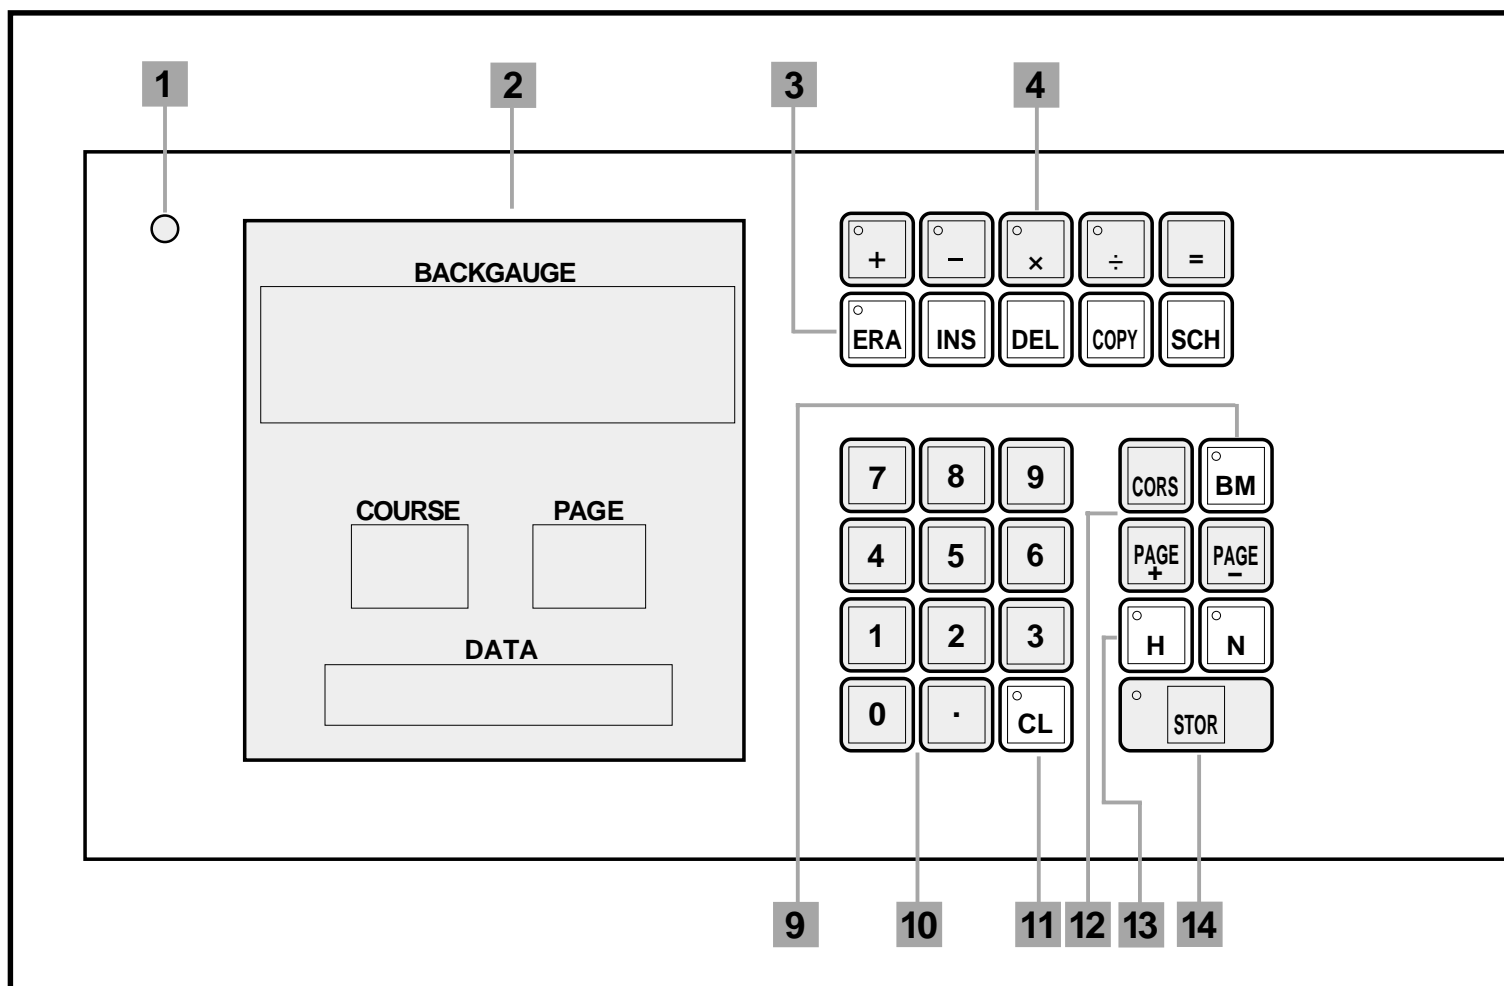 1 2 3 4
BACKGAUGE
COURSE PAGE
DATA
+ − × ÷ =
ERA INS DEL COPY SCH
7 8 9 CORS BM
4 5 6 PAGE + PAGE −
1 2 3 H N
0 . CL STOR
9 10 11 12 13 14